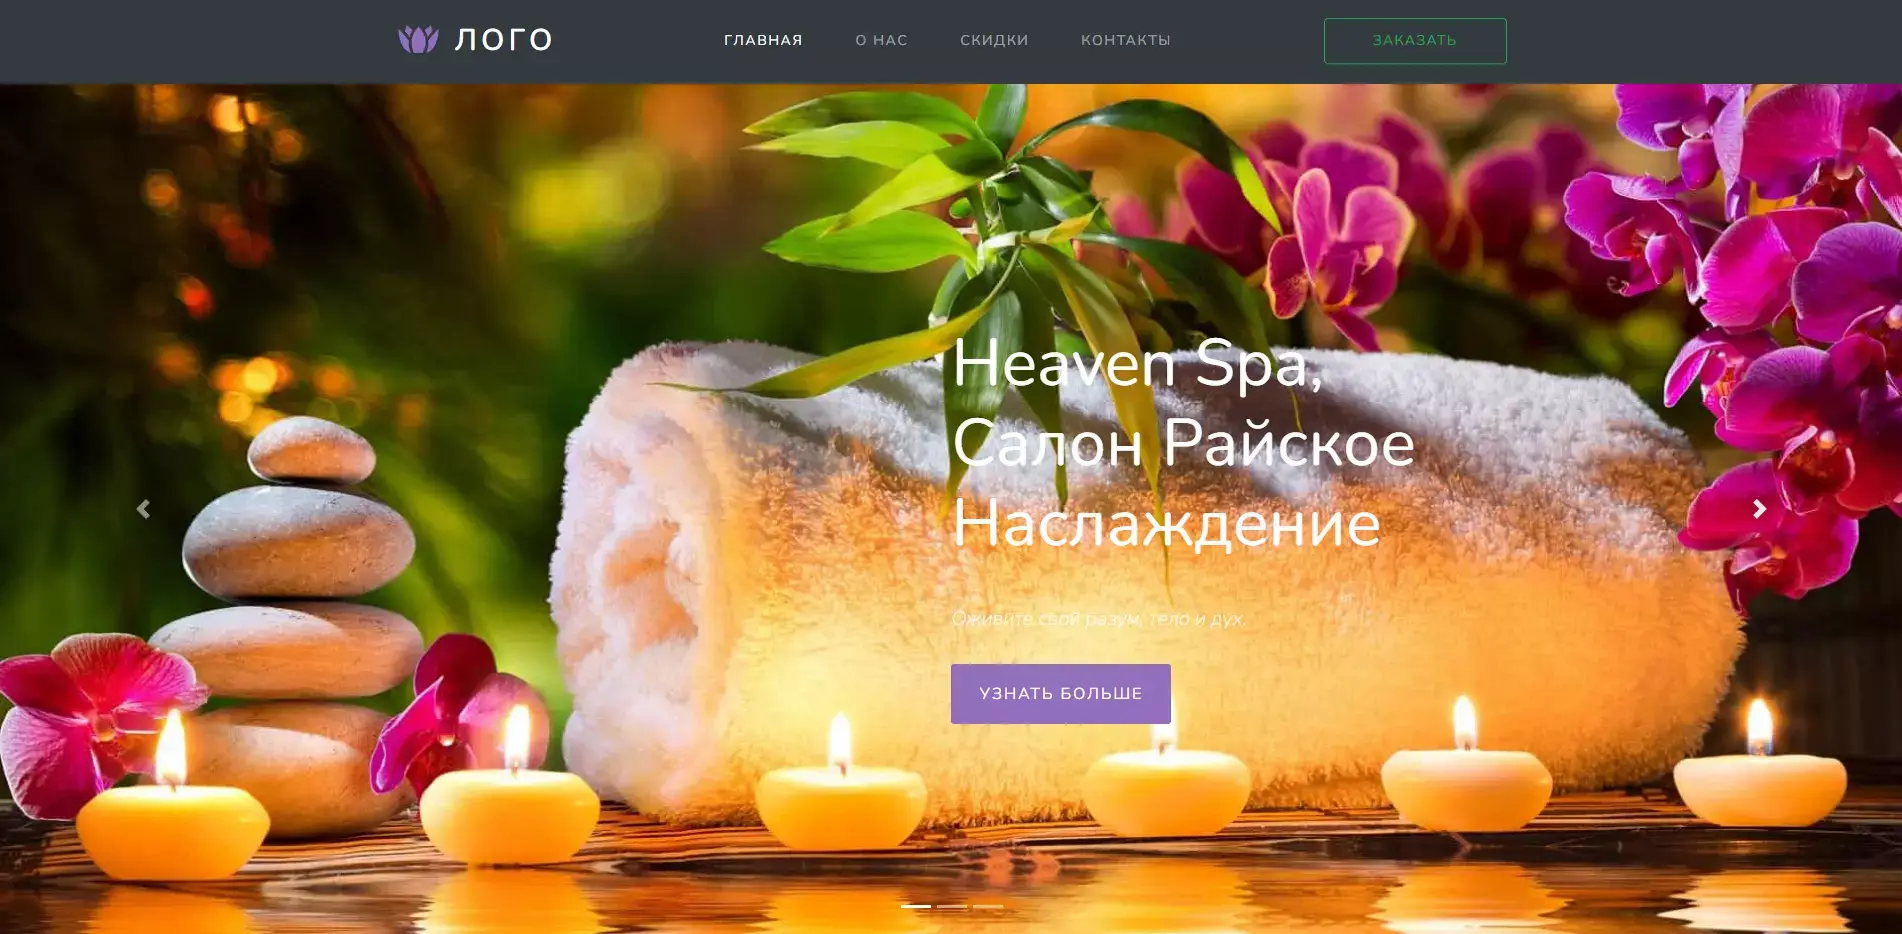 ЛОГО
ГЛАВНАЯ
О НАС
СКИДКИ
КОНТАКТЫ
ЗАКАЗАТЬ
Heaven Spa,
Салон Райское
Наслаждение
Оживите свой разум, тело и дух.
УЗНАТЬ БОЛЬШЕ